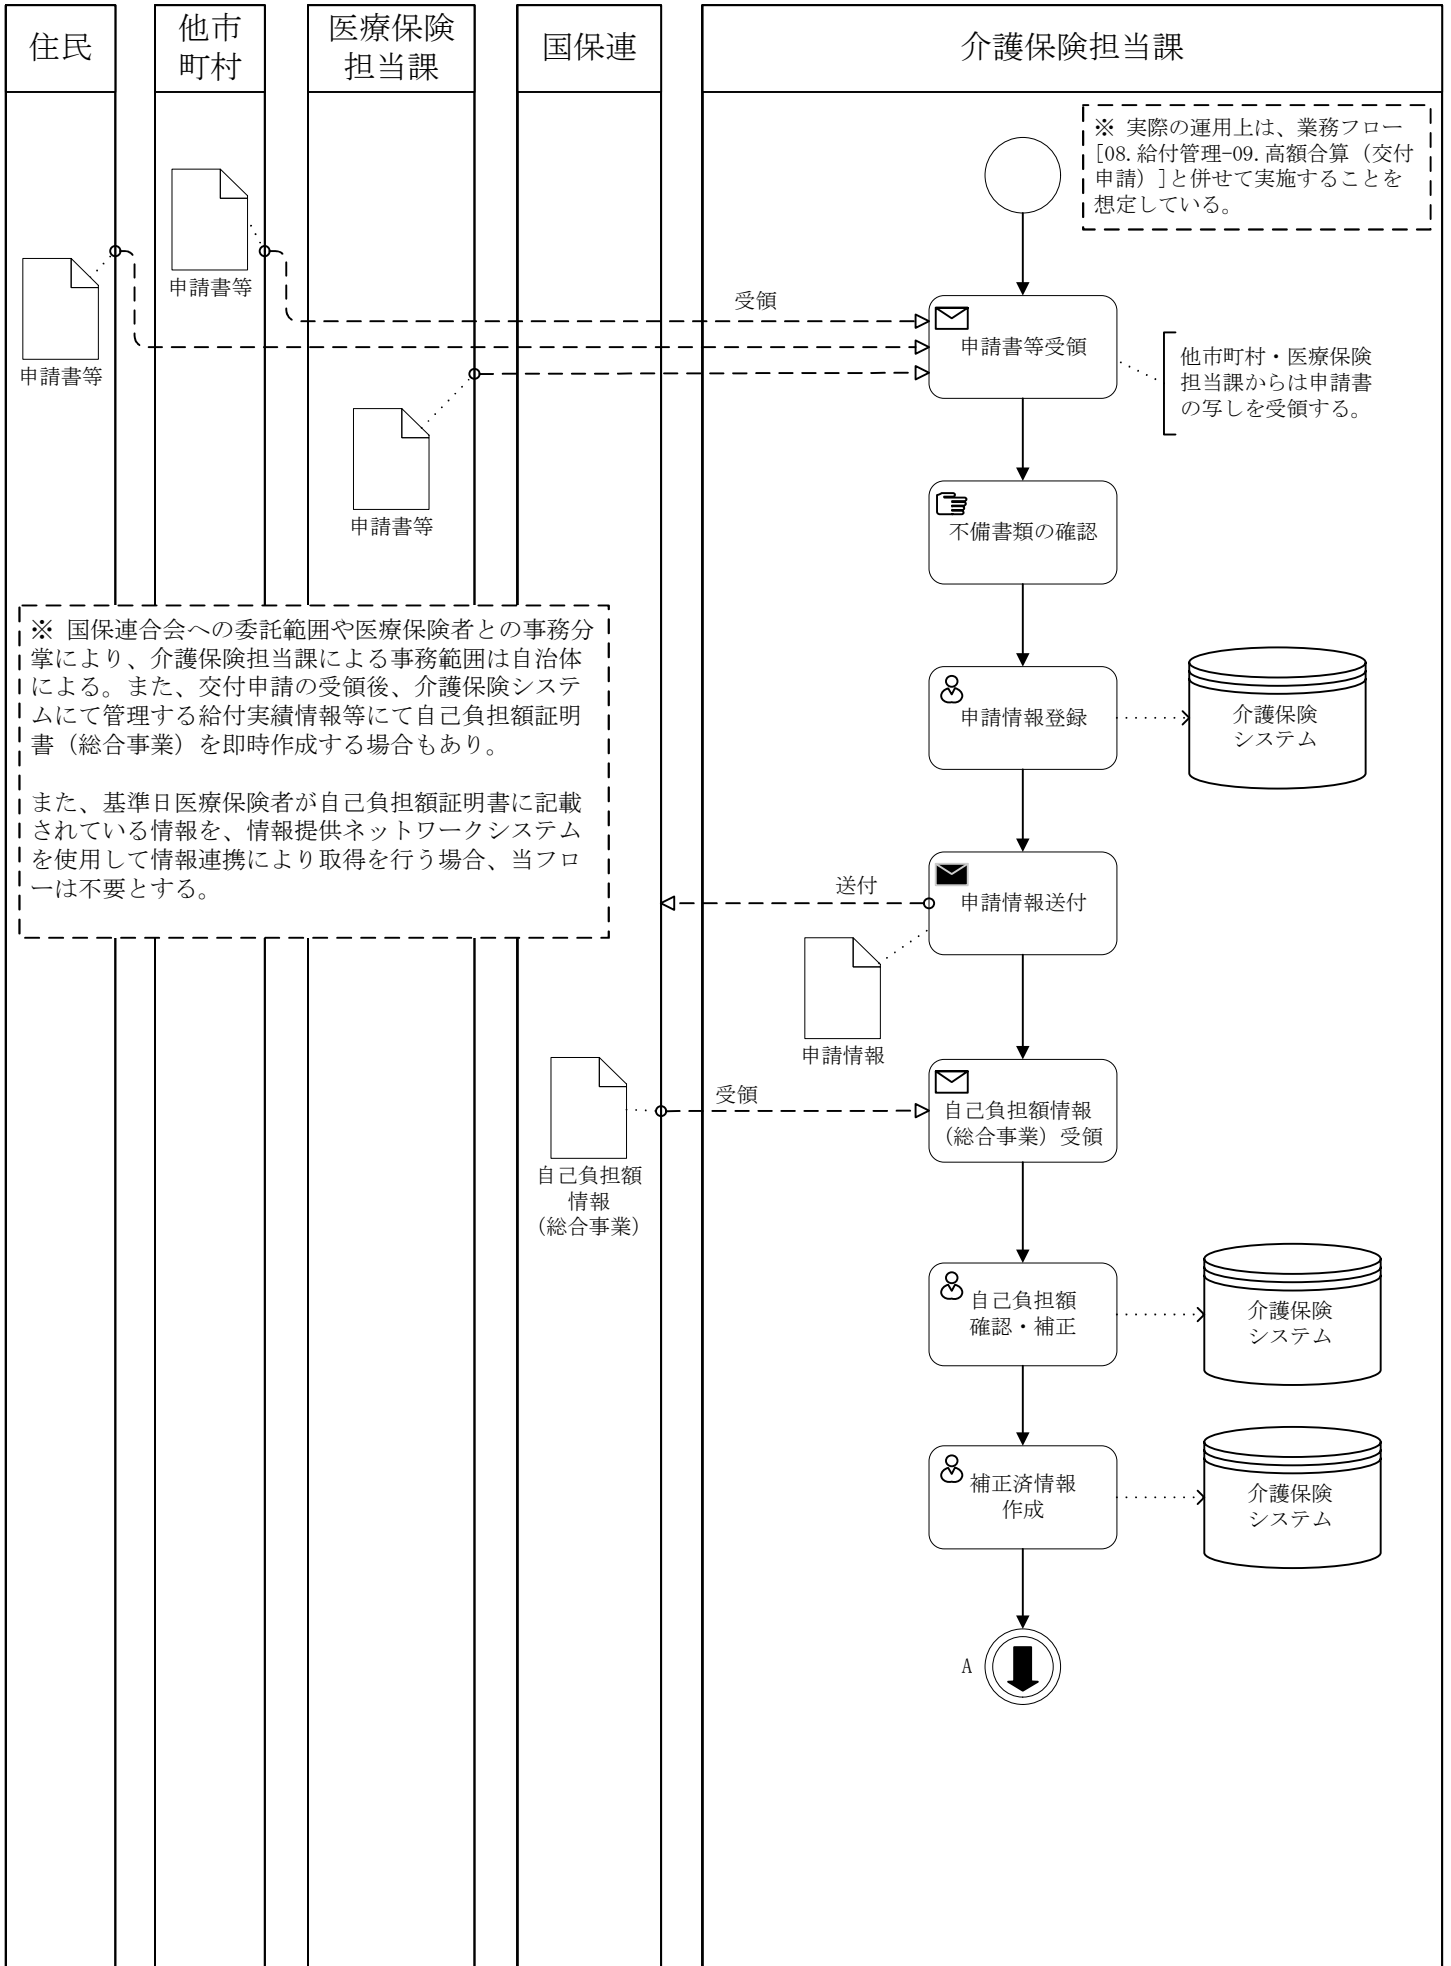 住民
他市
町村
医療保険
担当課
国保連
介護保険担当課
※ 実際の運用上は、業務フロー
[08.給付管理-09.高額合算（交付
申請）]と併せて実施することを
想定している。
申請書等
申請書等
申請書等
受領
申請書等受領
他市町村・医療保険
担当課からは申請書
の写しを受領する。
不備書類の確認
※ 国保連合会への委託範囲や医療保険者との事務分
掌により、介護保険担当課による事務範囲は自治体
による。また、交付申請の受領後、介護保険システ
ムにて管理する給付実績情報等にて自己負担額証明
書（総合事業）を即時作成する場合もあり。
また、基準日医療保険者が自己負担額証明書に記載
されている情報を、情報提供ネットワークシステム
を使用して情報連携により取得を行う場合、当フロ
ーは不要とする。
申請情報登録
介護保険
システム
送付
申請情報送付
申請情報
受領
自己負担額情報
（総合事業）受領
自己負担額
情報
（総合事業）
自己負担額
確認・補正
介護保険
システム
補正済情報
作成
介護保険
システム
A